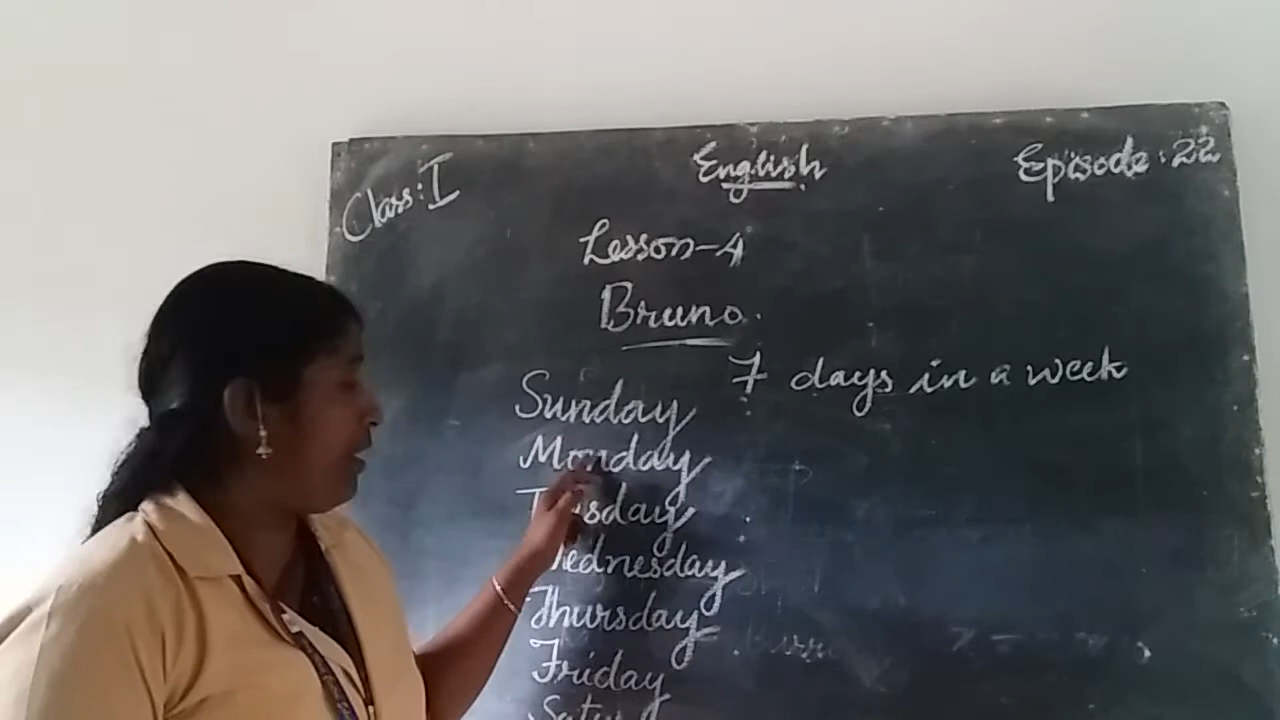 Class: I English Episode: 22
Lesson-4
Bruno.
7 days in a week
Sunday
Monday
Wednesday
Thursday
Friday